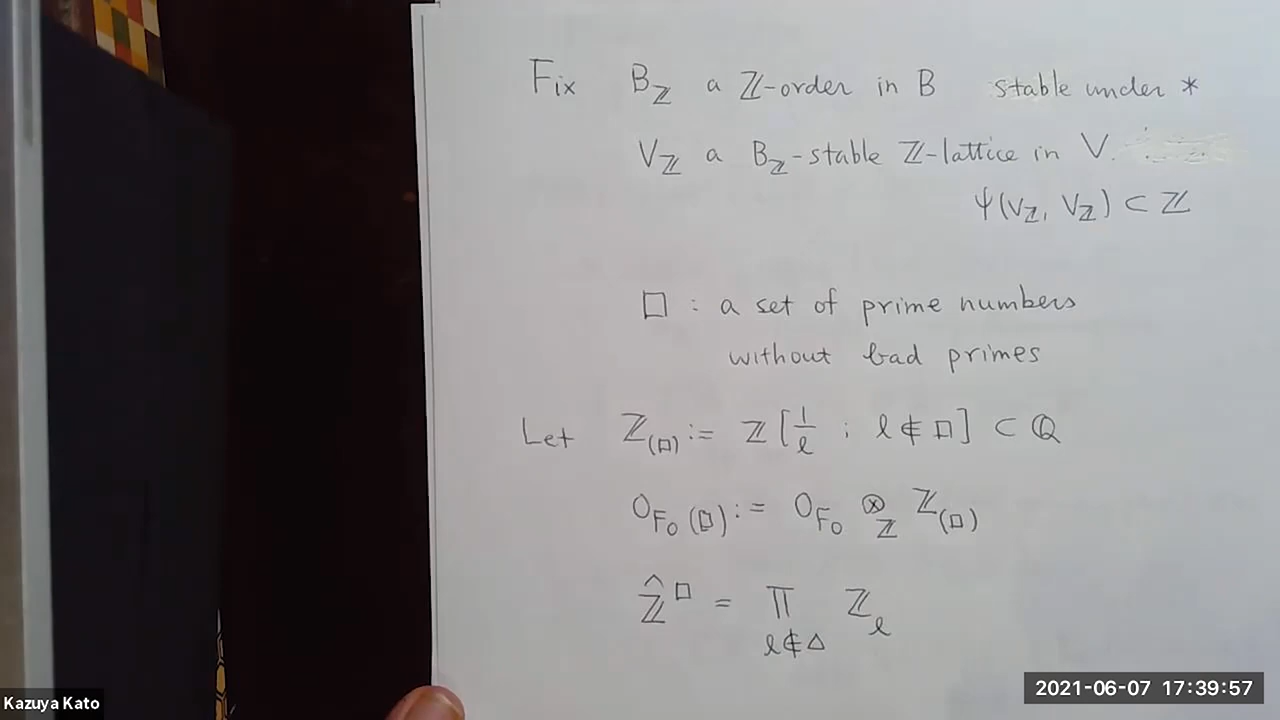 Fix B_ℤ a ℤ-order in B stable under *
V_ℤ a B_ℤ-stable ℤ-lattice in V.
ψ(V_ℤ, V_ℤ) ⊂ ℤ
□ : a set of prime numbers
without bad primes
Let ℤ_(□) := ℤ[1/ℓ ; ℓ ∉ □] ⊂ ℚ
O_F₀(□) := O_F₀ ⊗_ℤ ℤ_(□)
ℤ̂^□ = ∏_{ℓ∉△} ℤ_ℓ
Kazuya Kato
2021-06-07 17:39:57